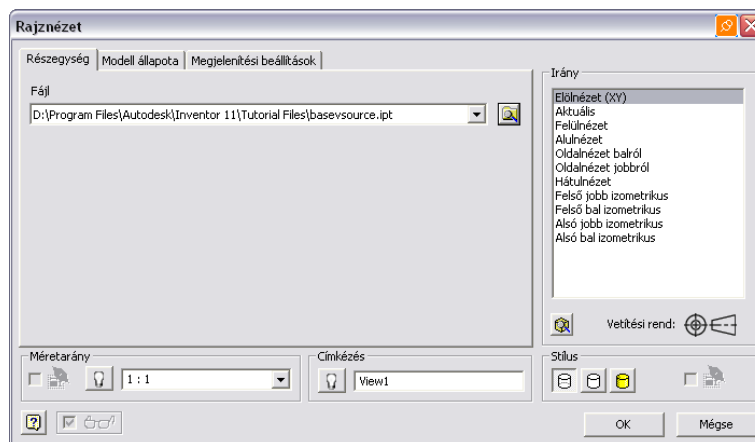 Rajznézet
Részegység
Modell állapota
Megjelenítési beállítások
Fájl
D:\Program Files\Autodesk\Inventor 11\Tutorial Files\basevsource.ipt
Irány
Elölnézet (XY)
Aktuális
Felülnézet
Alulnézet
Oldalnézet balról
Oldalnézet jobbról
Hátulnézet
Felső jobb izometrikus
Felső bal izometrikus
Alsó jobb izometrikus
Alsó bal izometrikus
Vetítési rend:
Méretarány
1 : 1
Címkézés
View1
Stílus
OK
Mégse